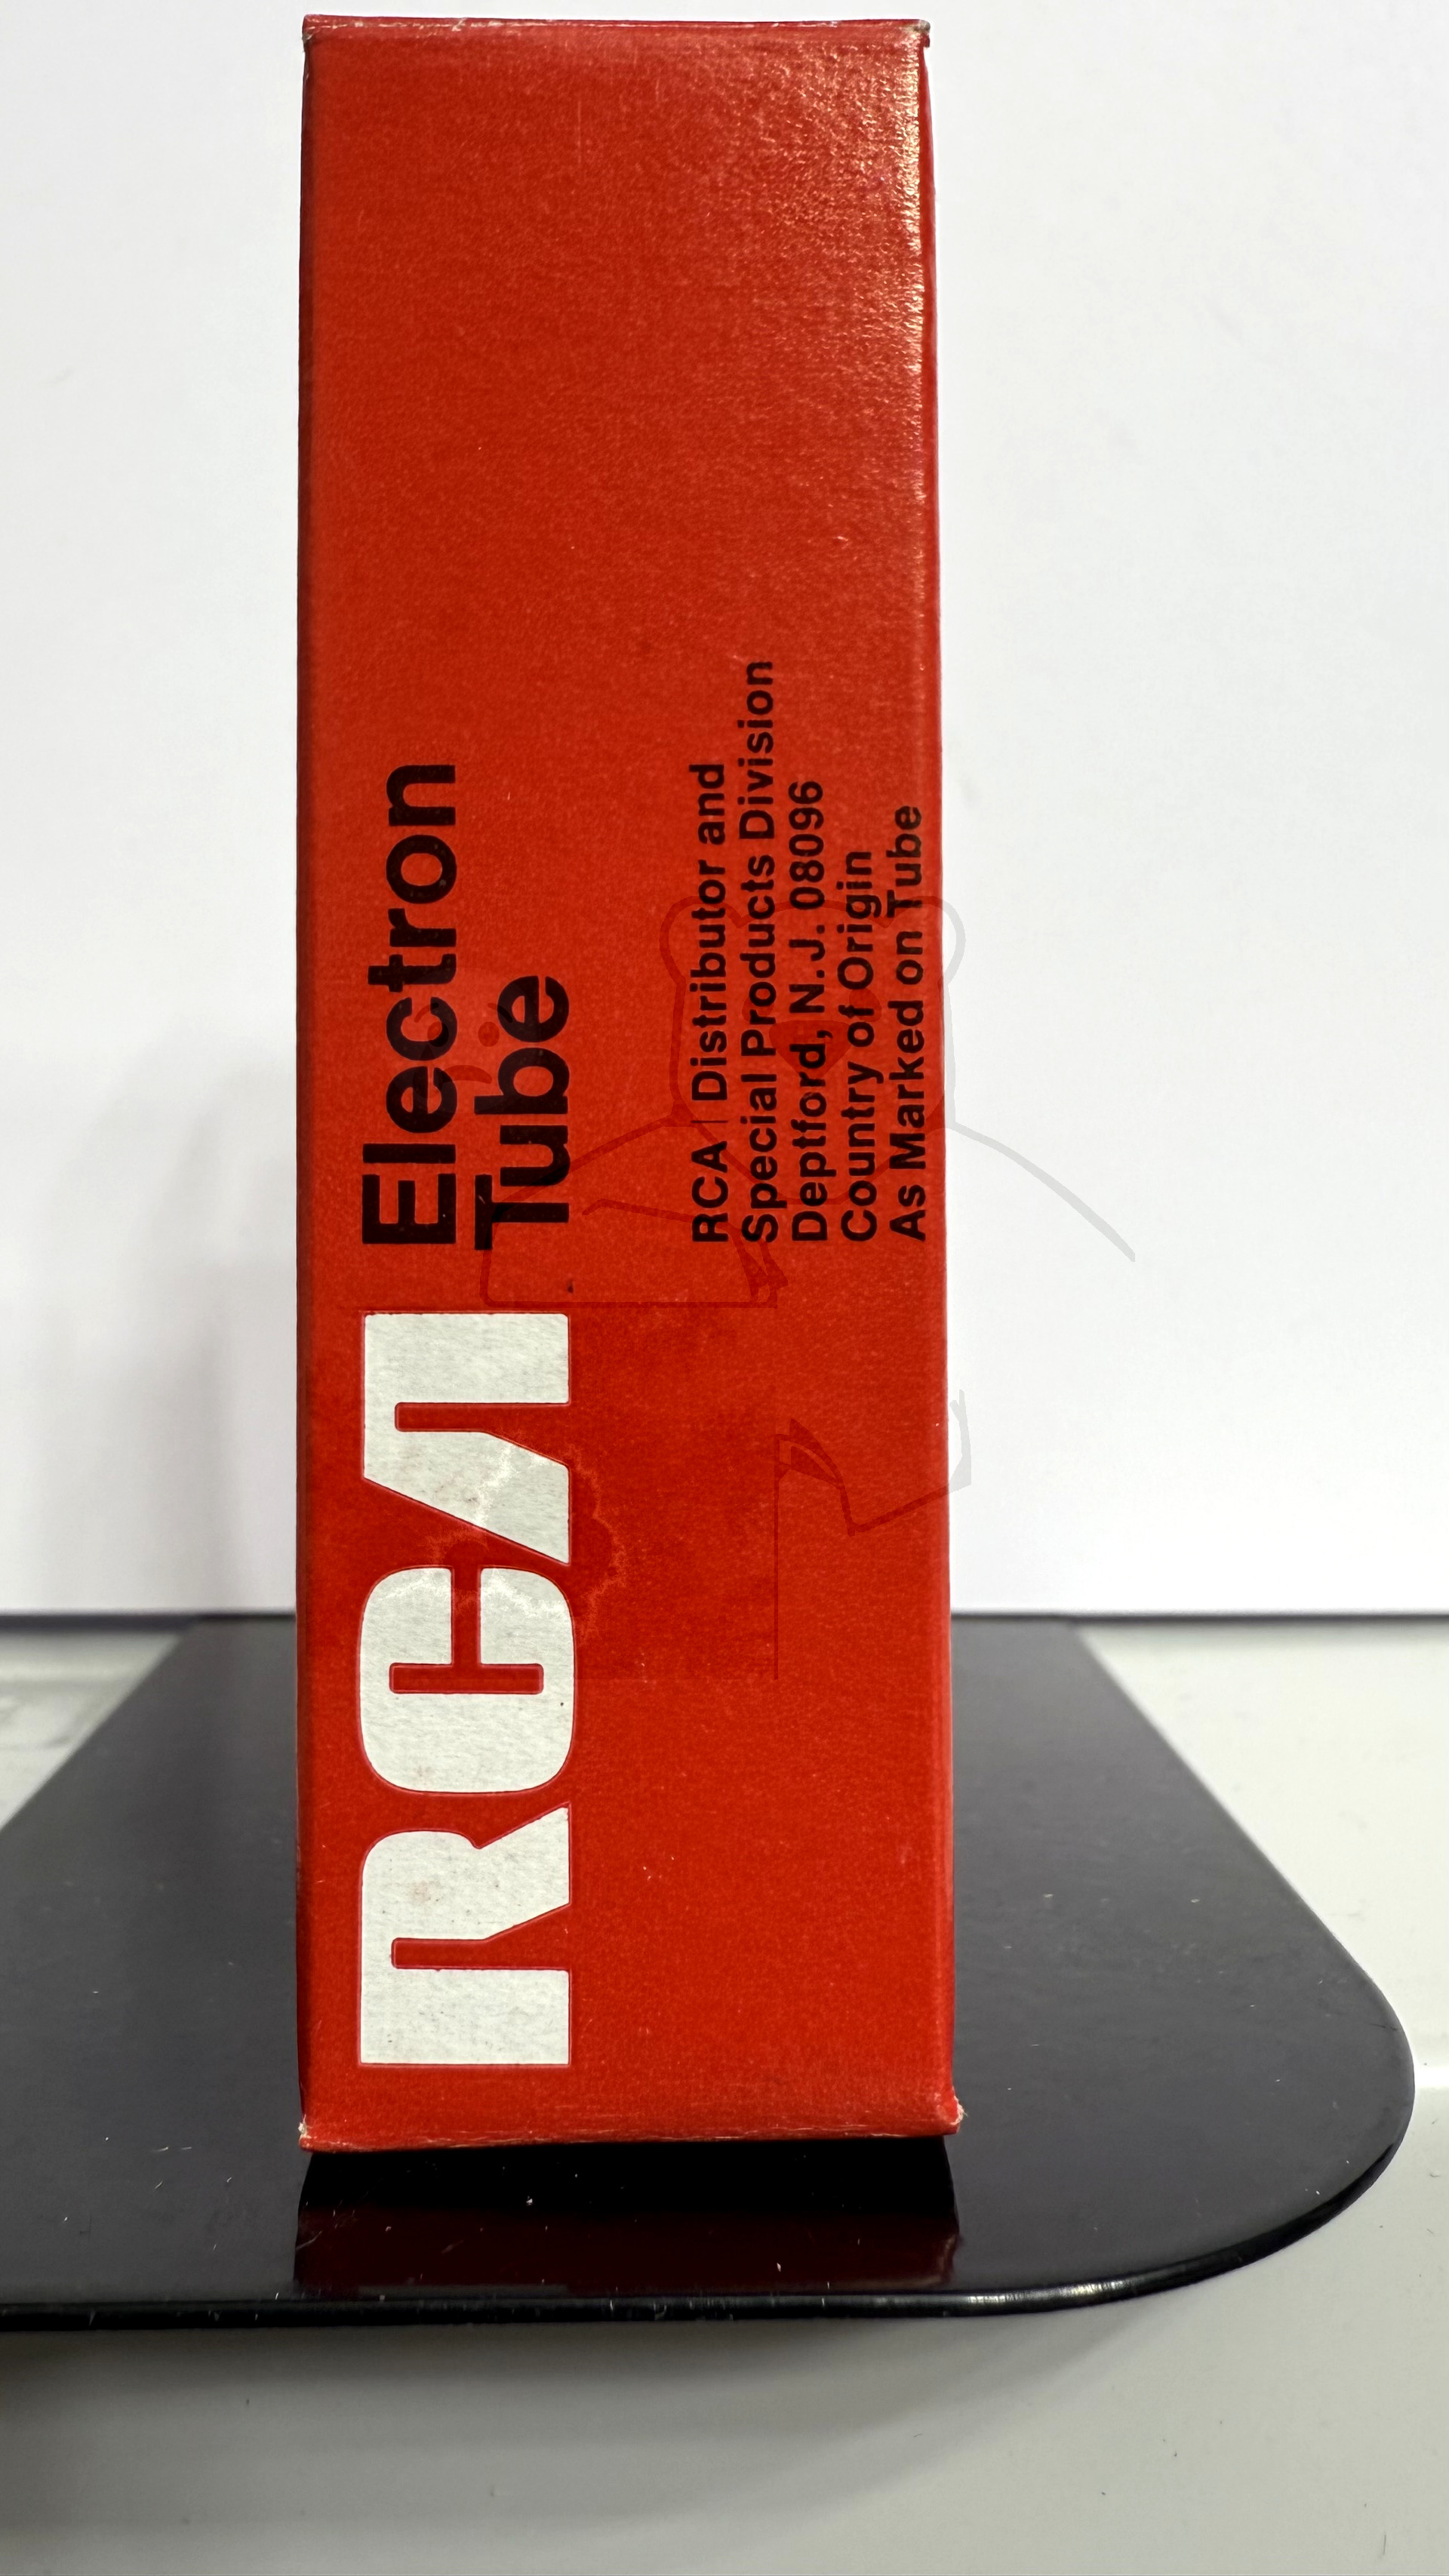 RCA
Electron
Tube
RCA | Distributor and
Special Products Division
Deptford, N.J. 08096
Country of Origin
As Marked on Tube